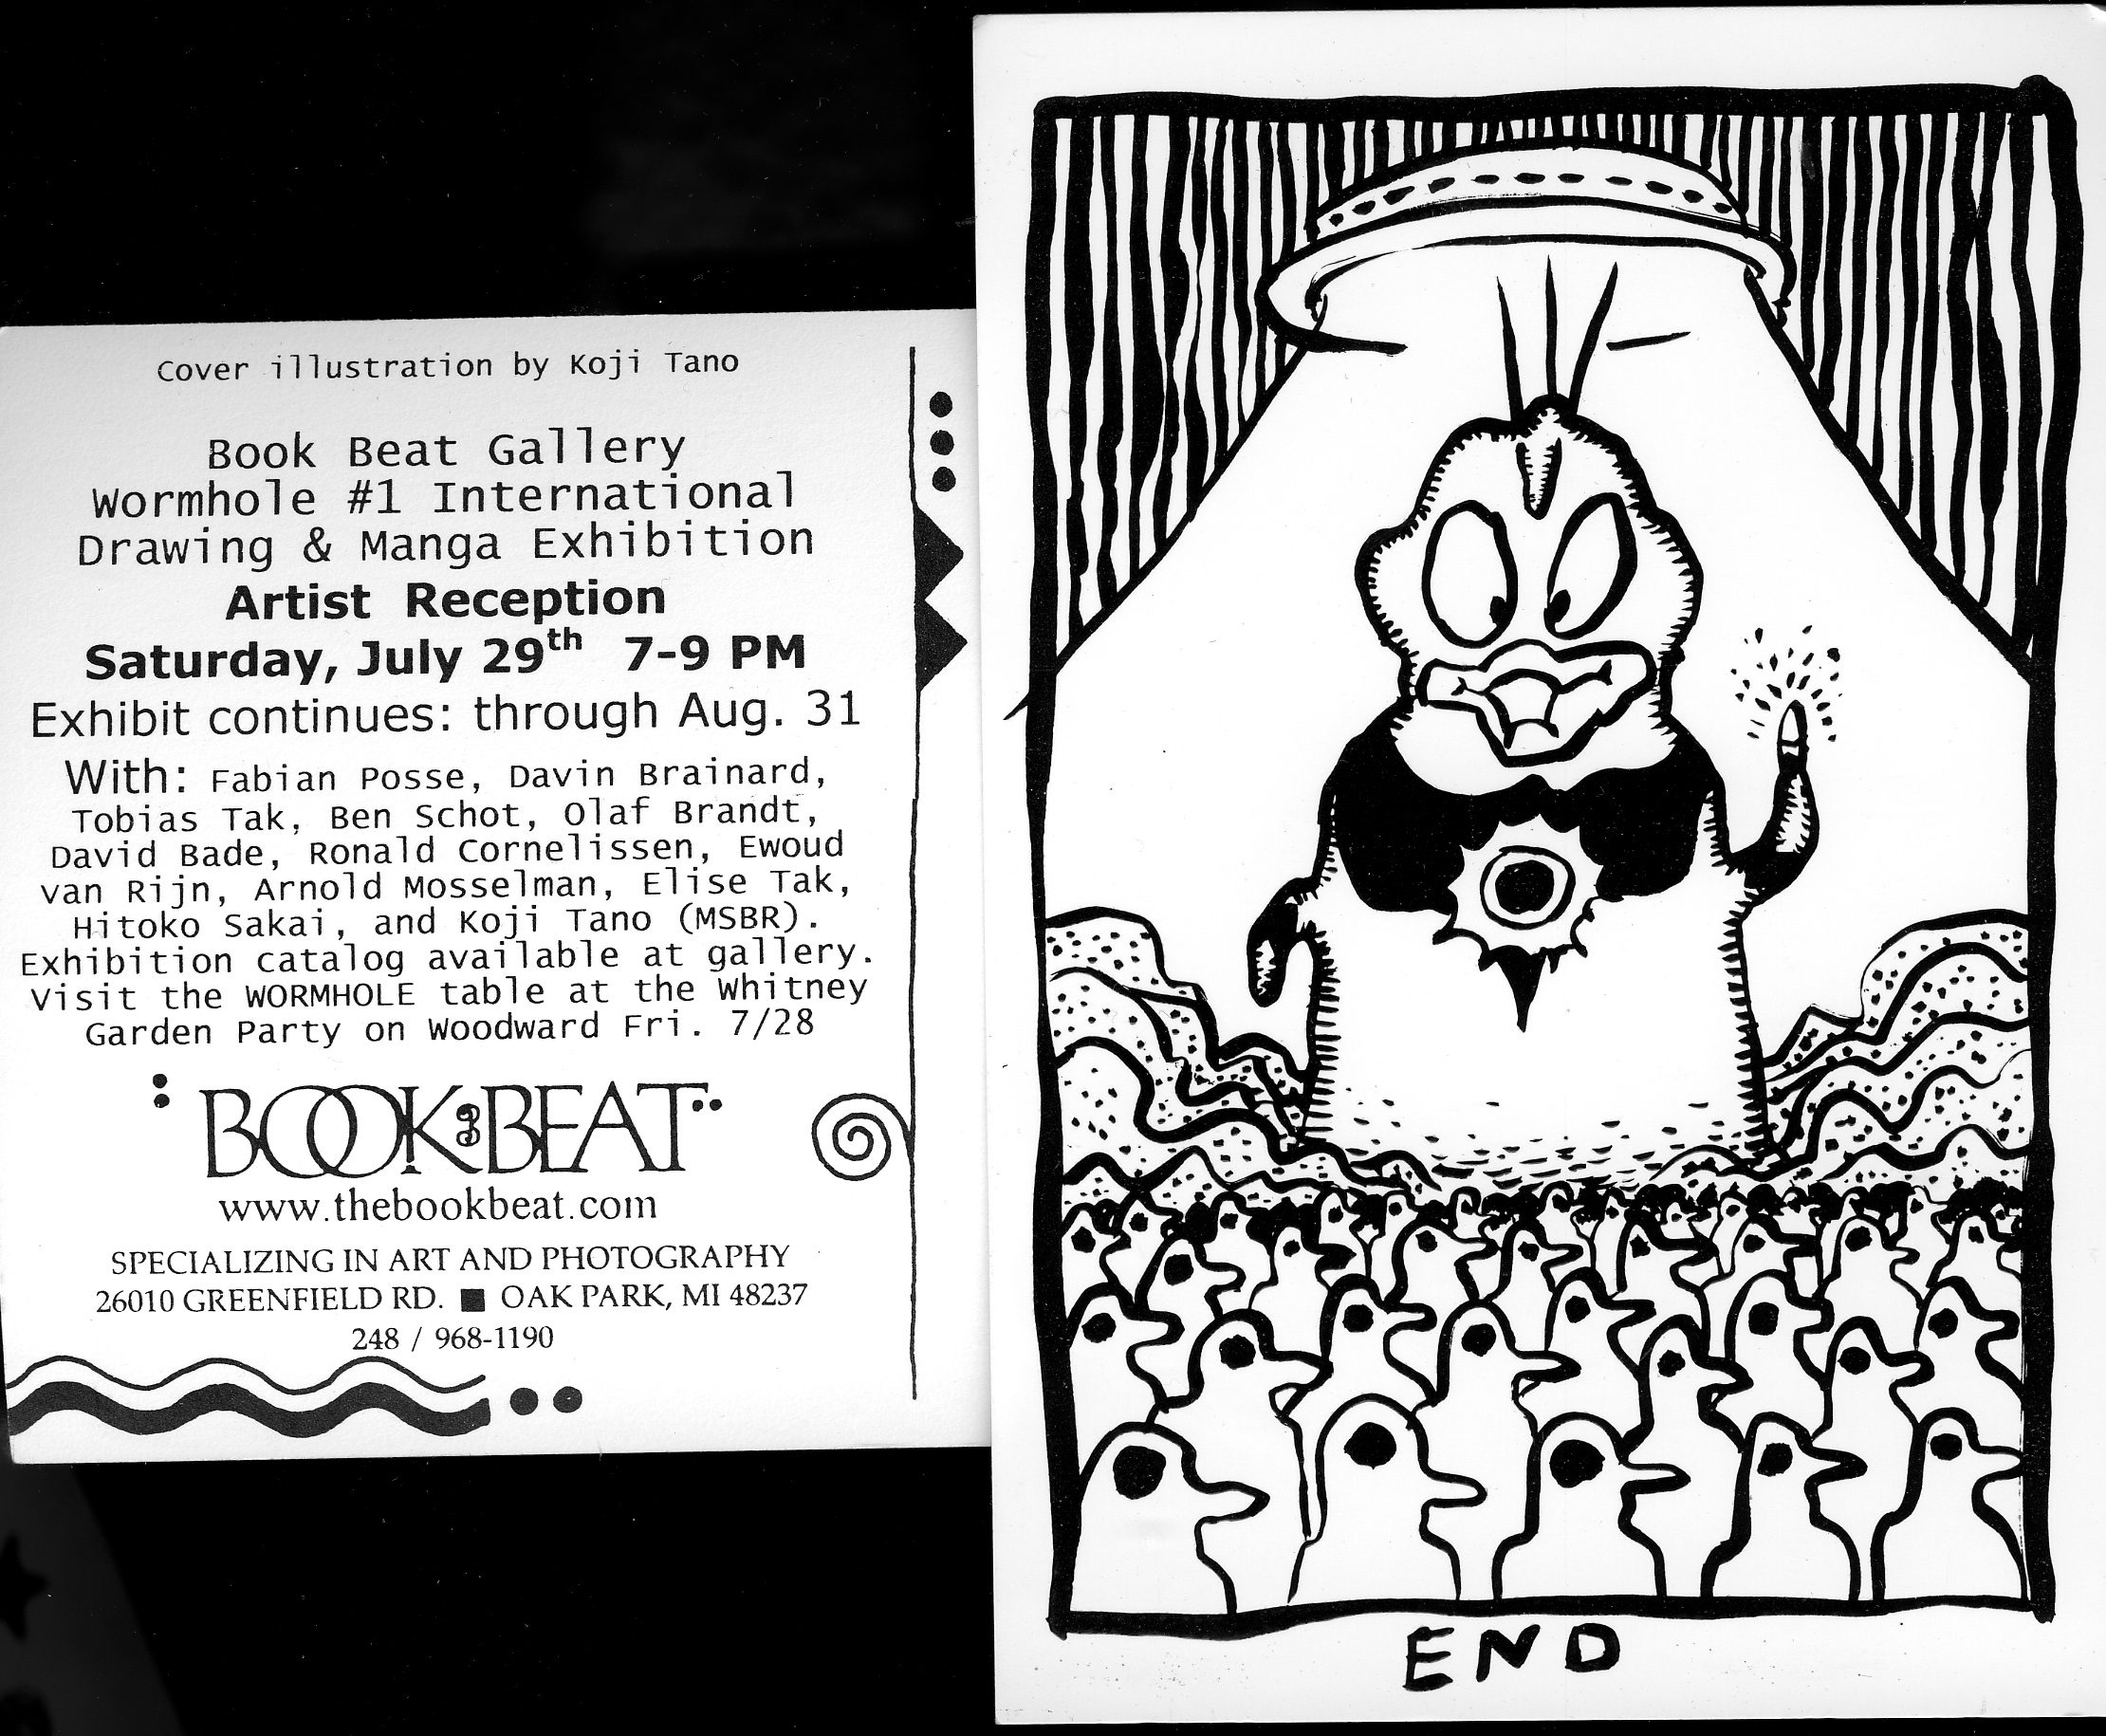 Cover illustration by Koji Tano
Book Beat Gallery
Wormhole #1 International
Drawing & Manga Exhibition
Artist Reception
Saturday, July 29th 7-9 PM
Exhibit continues: through Aug. 31
With: Fabian Posse, Davin Brainard,
Tobias Tak, Ben Schot, Olaf Brandt,
David Bade, Ronald Cornelissen, Ewoud
van Rijn, Arnold Mosselman, Elise Tak,
Hitoko Sakai, and Koji Tano (MSBR).
Exhibition catalog available at gallery.
Visit the WORMHOLE table at the Whitney
Garden Party on Woodward Fri. 7/28
BOOK BEAT
www.thebookbeat.com
SPECIALIZING IN ART AND PHOTOGRAPHY
26010 GREENFIELD RD. ■ OAK PARK, MI 48237
248 / 968-1190
END